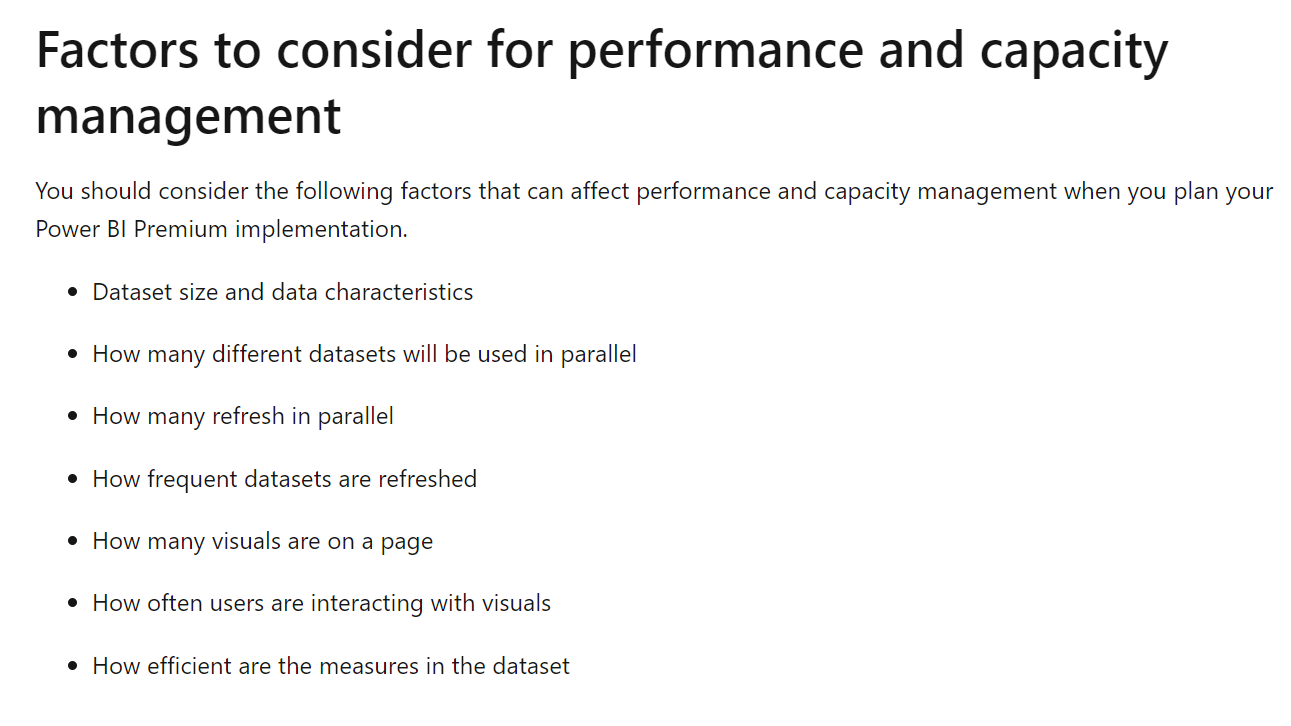 Factors to consider for performance and capacity
management
You should consider the following factors that can affect performance and capacity management when you plan your
Power BI Premium implementation.
• Dataset size and data characteristics
• How many different datasets will be used in parallel
• How many refresh in parallel
• How frequent datasets are refreshed
• How many visuals are on a page
• How often users are interacting with visuals
• How efficient are the measures in the dataset